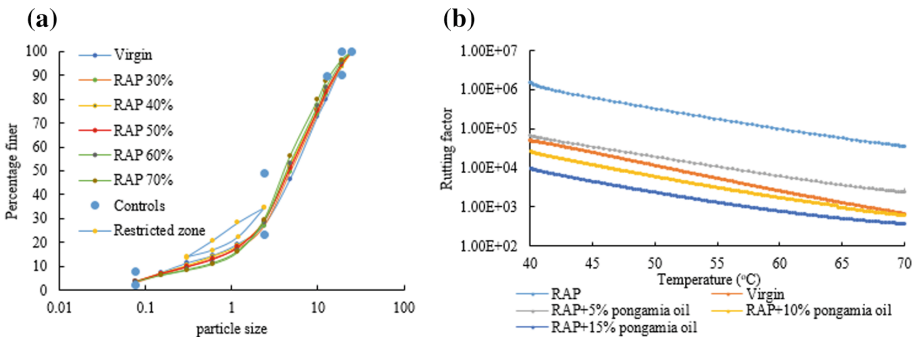 (a)
Percentage finer
100
90
80
70
60
50
40
30
20
10
0
0.01
0.1
1
10
100
particle size
Virgin
RAP 30%
RAP 40%
RAP 50%
RAP 60%
RAP 70%
Controls
Restricted zone
(b)
Rutting factor
1.00E+07
1.00E+06
1.00E+05
1.00E+04
1.00E+03
1.00E+02
40
45
50
55
60
65
70
Temperature (°C)
RAP
Virgin
RAP+5% pongamia oil
RAP+10% pongamia oil
RAP+15% pongamia oil